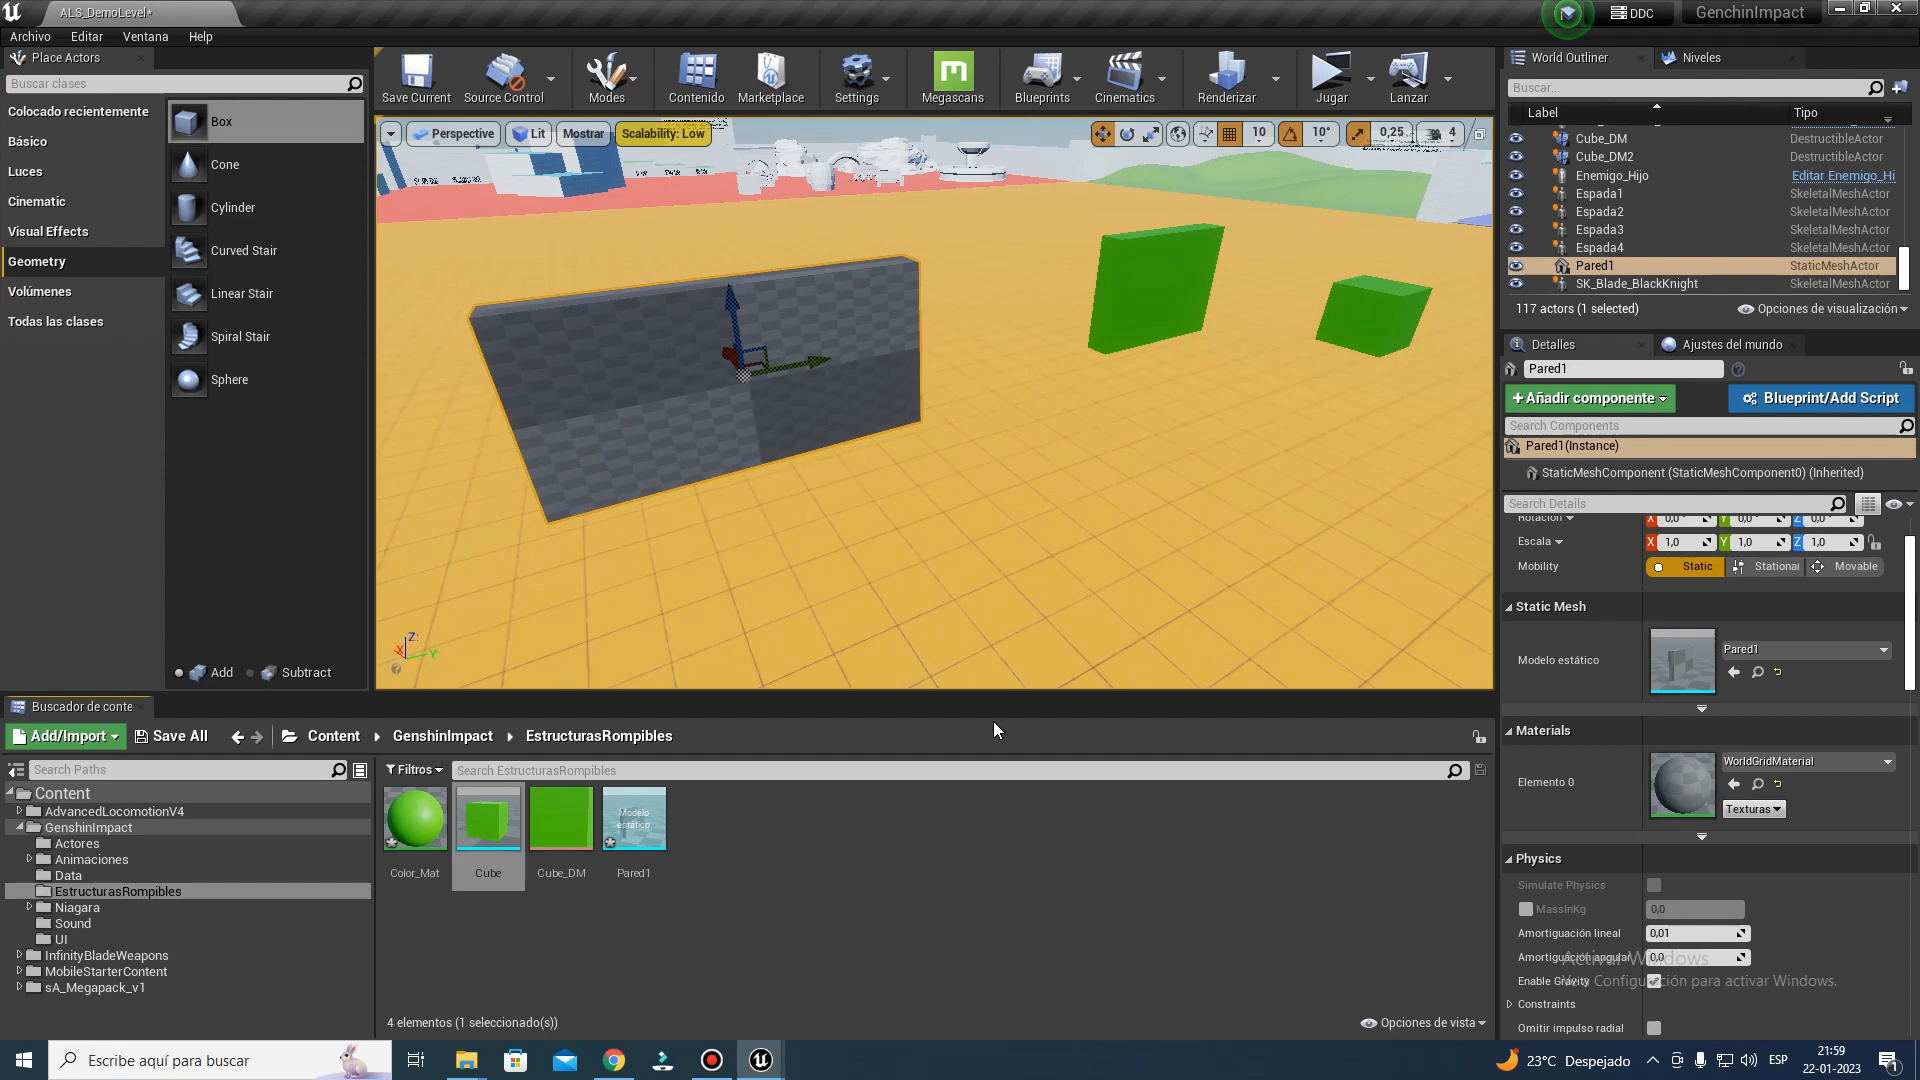 ALS_DemoLevel*
DDC
GenchinImpact
Archivo Editar Ventana Help
Place Actors
Buscar clases
Colocado recientemente
Básico
Luces
Cinematic
Visual Effects
Geometry
Volúmenes
Todas las clases
Box
Cone
Cylinder
Curved Stair
Linear Stair
Spiral Stair
Sphere
Add Subtract
Save Current Source Control Modes Contenido Marketplace Settings Megascans Blueprints Cinematics Renderizar Jugar Lanzar
Perspective Lit Mostrar Scalability: Low 10 10° 0,25 4
Z
X Y
World Outliner Niveles
Buscar...
Label Tipo
Cube_DM DestructibleActor
Cube_DM2 DestructibleActor
Enemigo_Hijo Editar Enemigo_Hi
Espada1 SkeletalMeshActor
Espada2 SkeletalMeshActor
Espada3 SkeletalMeshActor
Espada4 SkeletalMeshActor
Pared1 StaticMeshActor
SK_Blade_BlackKnight SkeletalMeshActor
117 actors (1 selected) Opciones de visualización
Detalles Ajustes del mundo
Pared1
+Añadir componente Blueprint/Add Script
Search Components
Pared1(Instance)
StaticMeshComponent (StaticMeshComponent0) (Inherited)
Search Details
Rotación X 0,0 ° Y 0,0 ° Z 0,0 °
Escala X 1,0 Y 1,0 Z 1,0
Mobility Static Stationar Movable
Static Mesh
Modelo estático Pared1
Materials
Elemento 0 WorldGridMaterial
Texturas
Physics
Simulate Physics
MassInKg 0,0
Amortiguación lineal 0,01
Amortiguación angular 0,0
Enable Gravity
Constraints
Omitir impulso radial
Activar Windows
Ve a Configuración para activar Windows.
Buscador de conte
Add/Import Save All Content GenshinImpact EstructurasRompibles
Search Paths
Filtros Search EstructurasRompibles
Content
AdvancedLocomotionV4
GenshinImpact
Actores
Animaciones
Data
EstructurasRompibles
Niagara
Sound
UI
InfinityBladeWeapons
MobileStarterContent
sA_Megapack_v1
Modelo
estático
Color_Mat Cube Cube_DM Pared1
4 elementos (1 seleccionado(s)) Opciones de vista
Escribe aquí para buscar
23°C Despejado
ESP
21:59
22-01-2023
1